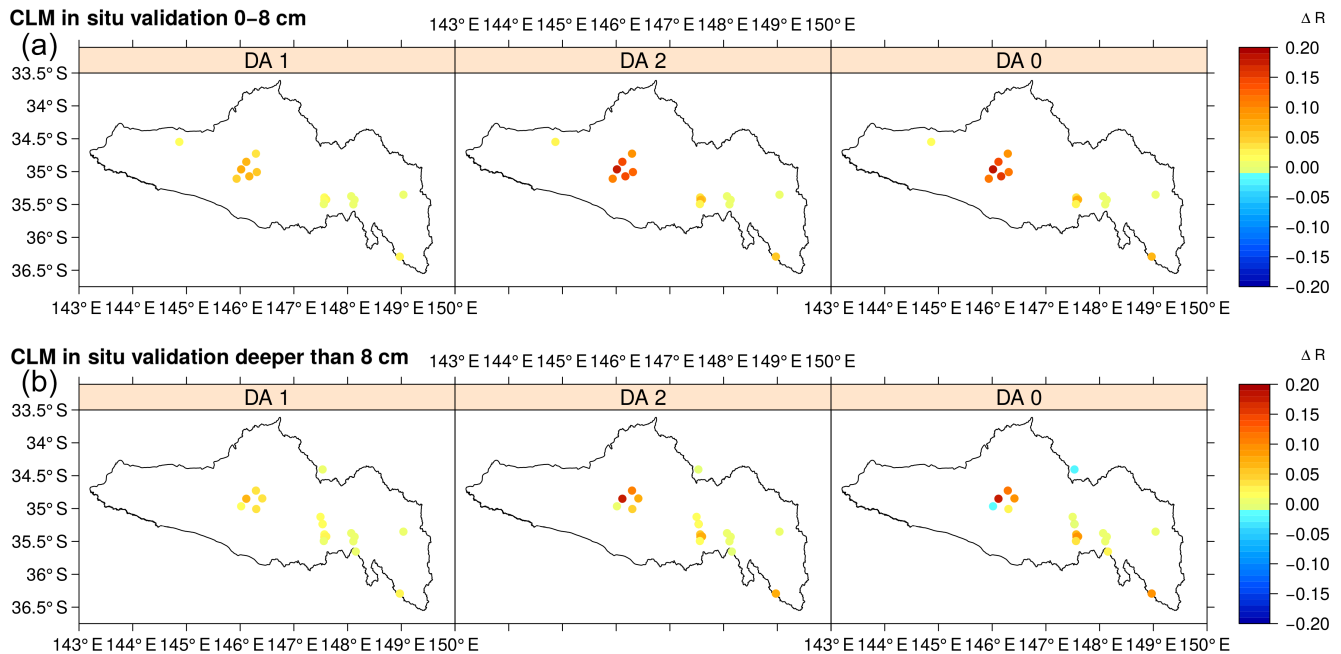 CLM in situ validation 0−8 cm
143° E 144° E 145° E 146° E 147° E 148° E 149° E 150° E
Δ R
(a)
DA 1 DA 2 DA 0
33.5° S
34° S
34.5° S
35° S
35.5° S
36° S
36.5° S
0.20
0.15
0.10
0.05
0.00
−0.05
−0.10
−0.15
−0.20
143° E 144° E 145° E 146° E 147° E 148° E 149° E 150° E 143° E 144° E 145° E 146° E 147° E 148° E 149° E 150° E
CLM in situ validation deeper than 8 cm
143° E 144° E 145° E 146° E 147° E 148° E 149° E 150° E
Δ R
(b)
DA 1 DA 2 DA 0
33.5° S
34° S
34.5° S
35° S
35.5° S
36° S
36.5° S
0.20
0.15
0.10
0.05
0.00
−0.05
−0.10
−0.15
−0.20
143° E 144° E 145° E 146° E 147° E 148° E 149° E 150° E 143° E 144° E 145° E 146° E 147° E 148° E 149° E 150° E